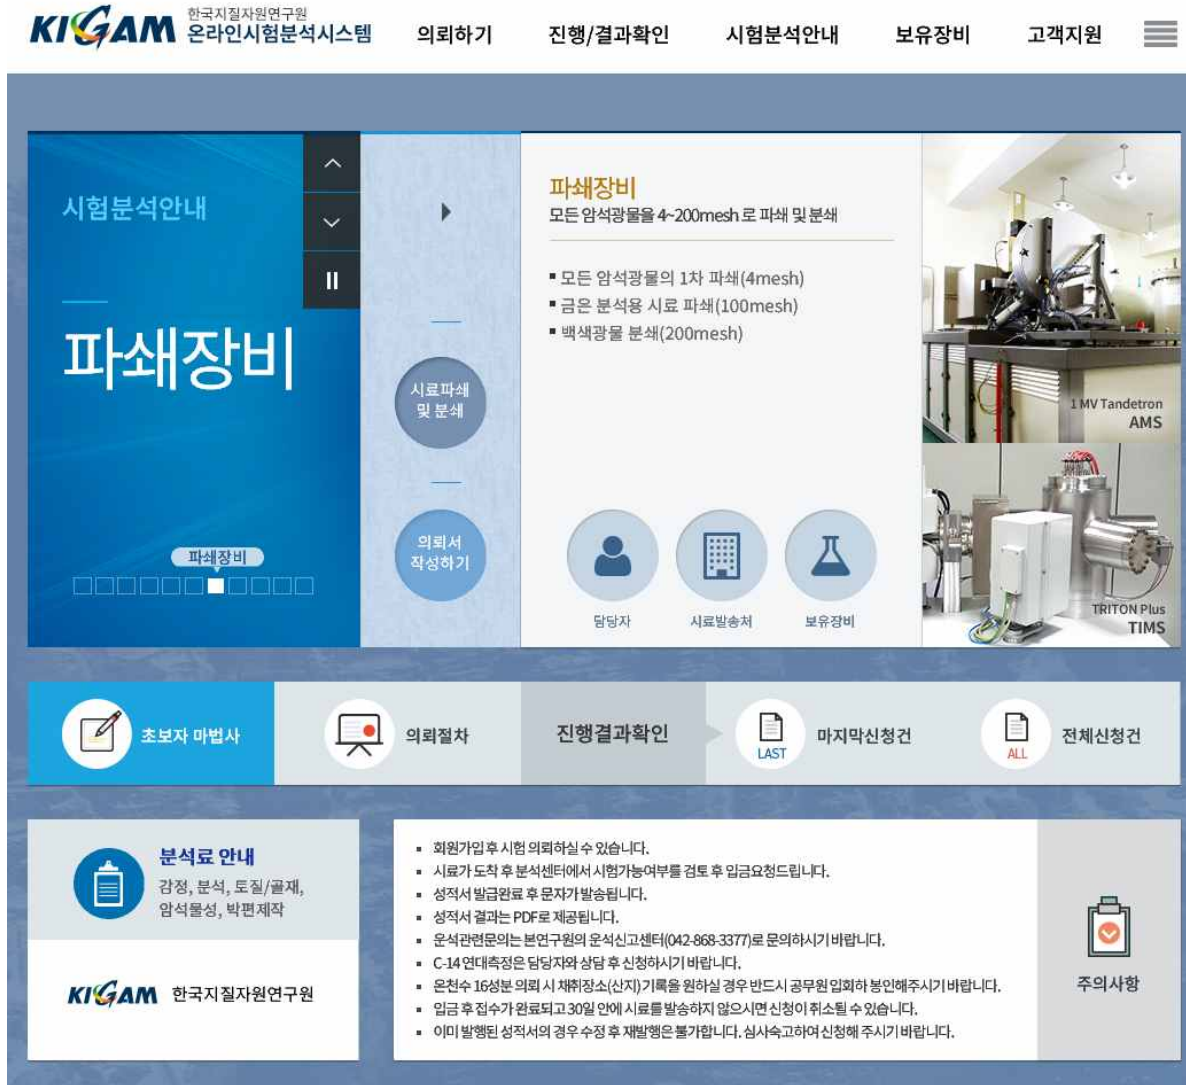 KIGAM
한국지질자원연구원
온라인시험분석시스템
의뢰하기
진행/결과확인
시험분석안내
보유장비
고객지원
시험분석안내
파쇄장비
파쇄장비
시료파쇄
및 분쇄
의뢰서
작성하기
파쇄장비
모든 암석광물을 4~200mesh 로 파쇄 및 분쇄
▪ 모든 암석광물의 1차 파쇄(4mesh)
▪ 금은 분석용 시료 파쇄(100mesh)
▪ 백색광물 분쇄(200mesh)
담당자
시료발송처
보유장비
1 MV Tandetron
AMS
TRITON Plus
TIMS
초보자 마법사
의뢰절차
진행결과확인
LAST
마지막신청건
ALL
전체신청건
분석료 안내
감정, 분석, 토질/골재,
암석물성, 박편제작
KIGAM 한국지질자원연구원
▪ 회원가입 후 시험 의뢰하실 수 있습니다.
▪ 시료가 도착 후 분석센터에서 시험가능여부를 검토 후 입금요청드립니다.
▪ 성적서 발급완료 후 문자가 발송됩니다.
▪ 성적서 결과는 PDF로 제공됩니다.
▪ 운석관련문의는 본연구원의 운석신고센터(042-868-3377)로 문의하시기 바랍니다.
▪ C-14 연대측정은 담당자와 상담 후 신청하시기 바랍니다.
▪ 온천수 16성분 의뢰 시 채취장소(산지) 기록을 원하실 경우 반드시 공무원 입회하 봉인해주시기 바랍니다.
▪ 입금 후 접수가 완료되고 30일 안에 시료를 발송하지 않으시면 신청이 취소될 수 있습니다.
▪ 이미 발행된 성적서의 경우 수정 후 재발행은 불가합니다. 심사숙고하여 신청해 주시기 바랍니다.
주의사항